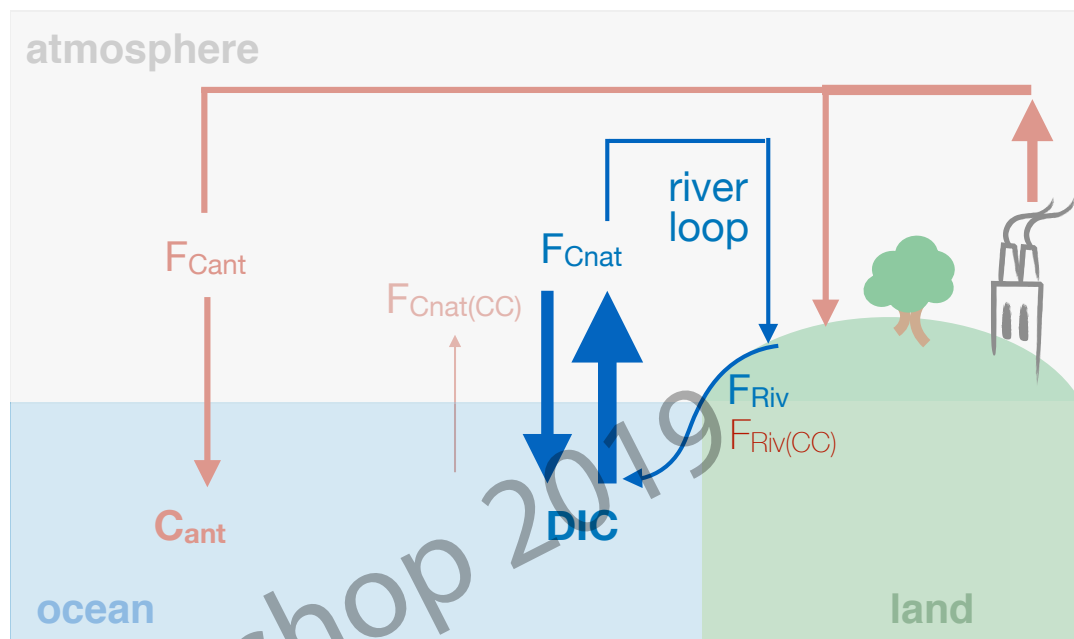 atmosphere
river
loop
FCant
FCnat
FCnat(CC)
FRiv
FRiv(CC)
Cant
DIC
shop 2019
ocean
land